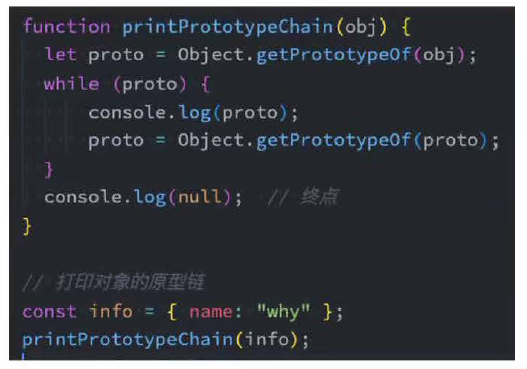 function printPrototypeChain(obj) {
  let proto = Object.getPrototypeOf(obj);
  while (proto) {
      console.log(proto);
      proto = Object.getPrototypeOf(proto);
  }
  console.log(null);  // 终点
}

// 打印对象的原型链
const info = { name: "why" };
printPrototypeChain(info);